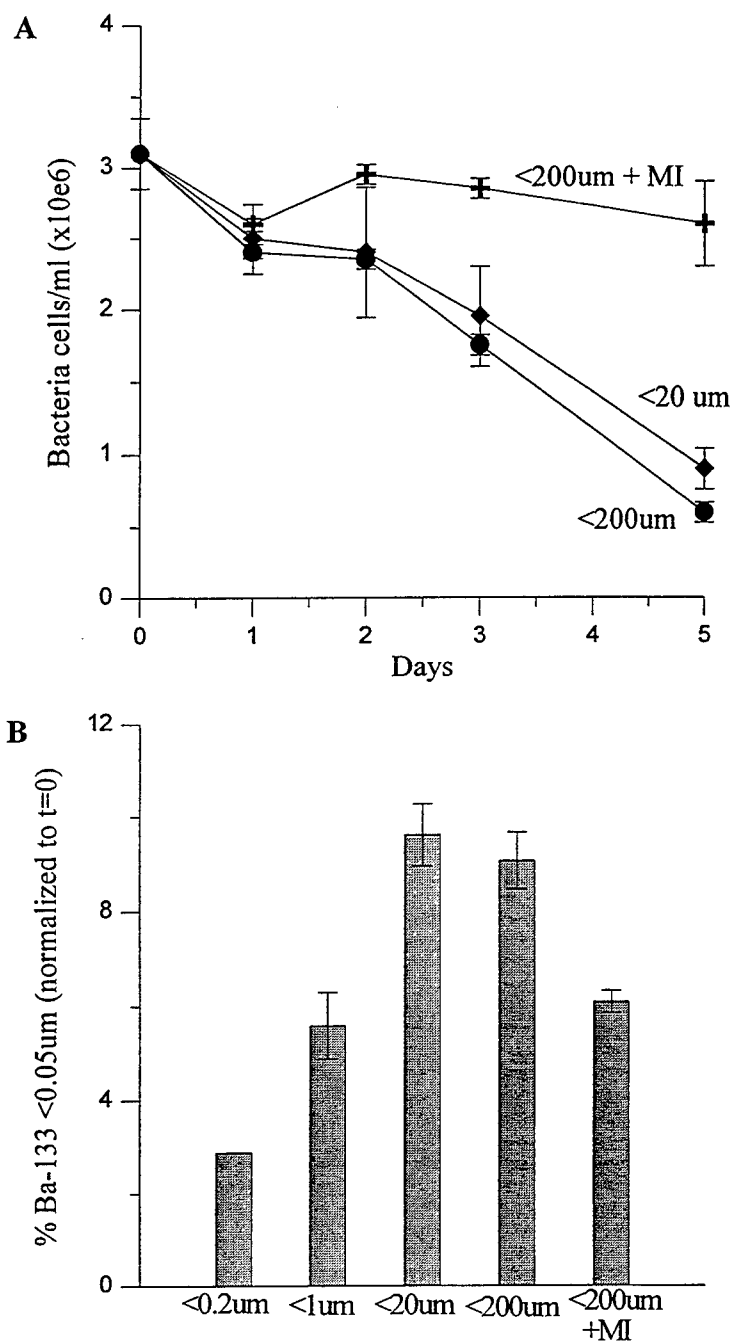 A
Bacteria cells/ml (x10e6)
4
3
2
1
0
<200um + MI
<20 um
<200um
0 1 2 3 4 5
Days
B
% Ba-133 <0.05um (normalized to t=0)
12
8
4
0
<0.2um <1um <20um <200um <200um
+MI